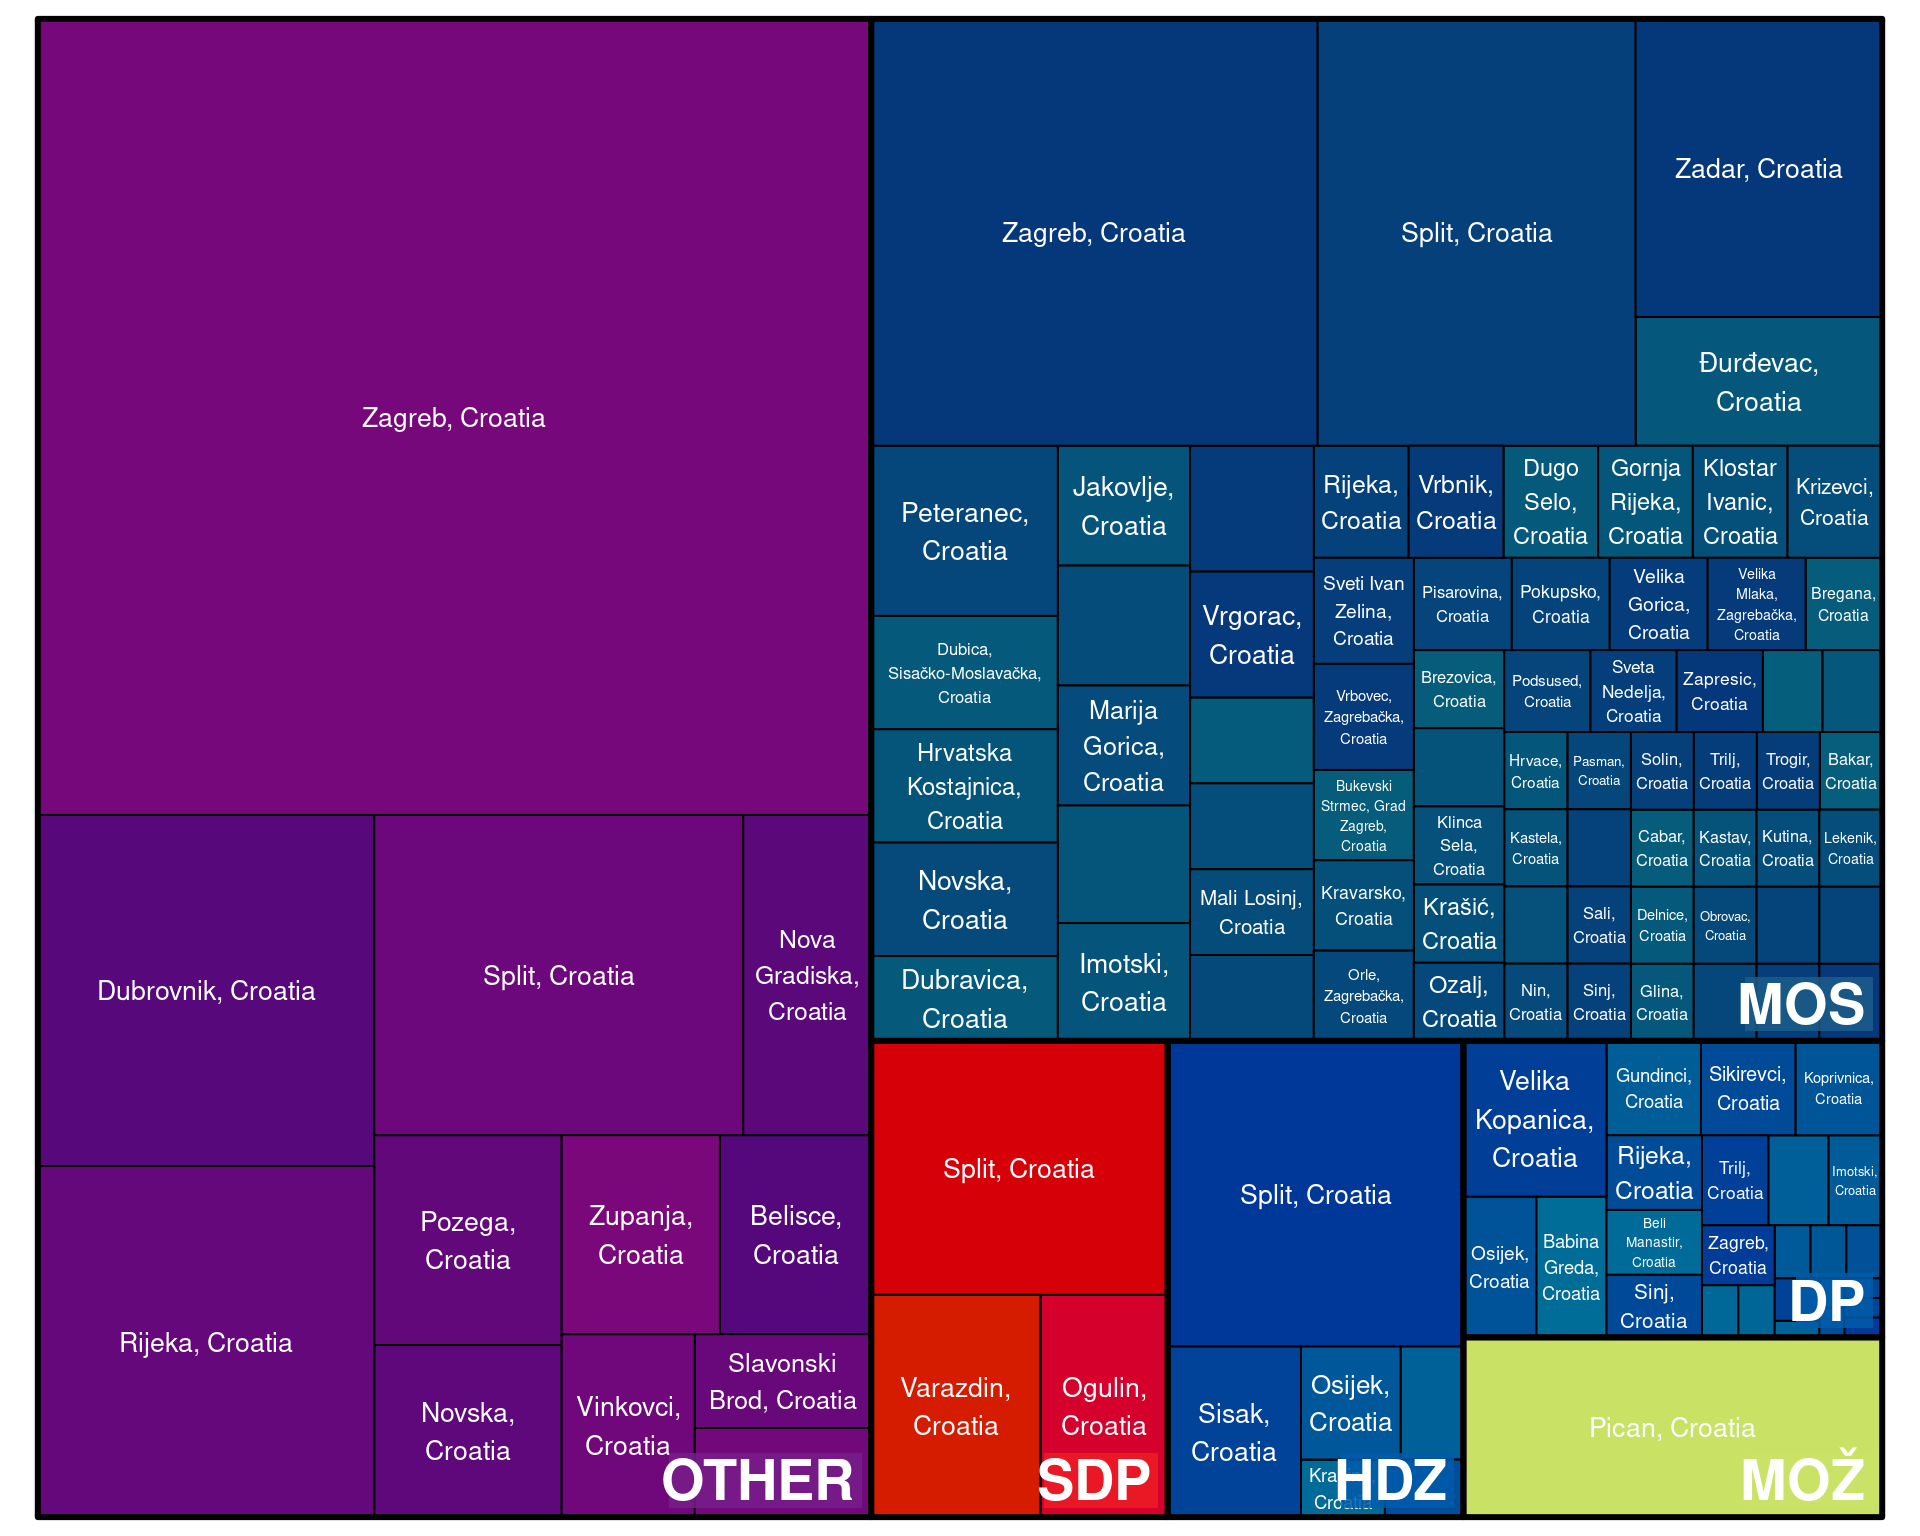 Zagreb, Croatia
Dubrovnik, Croatia
Split, Croatia
Nova
Gradiska,
Croatia
Rijeka, Croatia
Pozega,
Croatia
Zupanja,
Croatia
Belisce,
Croatia
Novska,
Croatia
Vinkovci,
Croatia
Slavonski
Brod, Croatia
OTHER
Zagreb, Croatia
Split, Croatia
Zadar, Croatia
Đurđevac,
Croatia
Peteranec,
Croatia
Dubica,
Sisačko-Moslavačka,
Croatia
Hrvatska
Kostajnica,
Croatia
Novska,
Croatia
Dubravica,
Croatia
Jakovlje,
Croatia
Marija
Gorica,
Croatia
Imotski,
Croatia
Vrgorac,
Croatia
Mali Losinj,
Croatia
Rijeka,
Croatia
Vrbnik,
Croatia
Dugo
Selo,
Croatia
Gornja
Rijeka,
Croatia
Klostar
Ivanic,
Croatia
Krizevci,
Croatia
Sveti Ivan
Zelina,
Croatia
Vrbovec,
Zagrebačka,
Croatia
Bukevski
Strmec, Grad
Zagreb,
Croatia
Kravarsko,
Croatia
Orle,
Zagrebačka,
Croatia
Pisarovina,
Croatia
Pokupsko,
Croatia
Velika
Gorica,
Croatia
Velika
Mlaka,
Zagrebačka,
Croatia
Bregana,
Croatia
Brezovica,
Croatia
Klinca
Sela,
Croatia
Krašić,
Croatia
Ozalj,
Croatia
Podsused,
Croatia
Sveta
Nedelja,
Croatia
Zapresic,
Croatia
Hrvace,
Croatia
Pasman,
Croatia
Solin,
Croatia
Trilj,
Croatia
Trogir,
Croatia
Bakar,
Croatia
Kastela,
Croatia
Cabar,
Croatia
Kastav,
Croatia
Kutina,
Croatia
Lekenik,
Croatia
Sali,
Croatia
Delnice,
Croatia
Obrovac,
Croatia
Nin,
Croatia
Sinj,
Croatia
Glina,
Croatia
MOS
Split, Croatia
Varazdin,
Croatia
Ogulin,
Croatia
SDP
Split, Croatia
Sisak,
Croatia
Osijek,
Croatia
Croatia
HDZ
Velika
Kopanica,
Croatia
Osijek,
Croatia
Babina
Greda,
Croatia
Gundinci,
Croatia
Sikirevci,
Croatia
Koprivnica,
Croatia
Rijeka,
Croatia
Beli
Manastir,
Croatia
Sinj,
Croatia
Trilj,
Croatia
Imotski,
Croatia
Zagreb,
Croatia
DP
Pican, Croatia
MOŽ